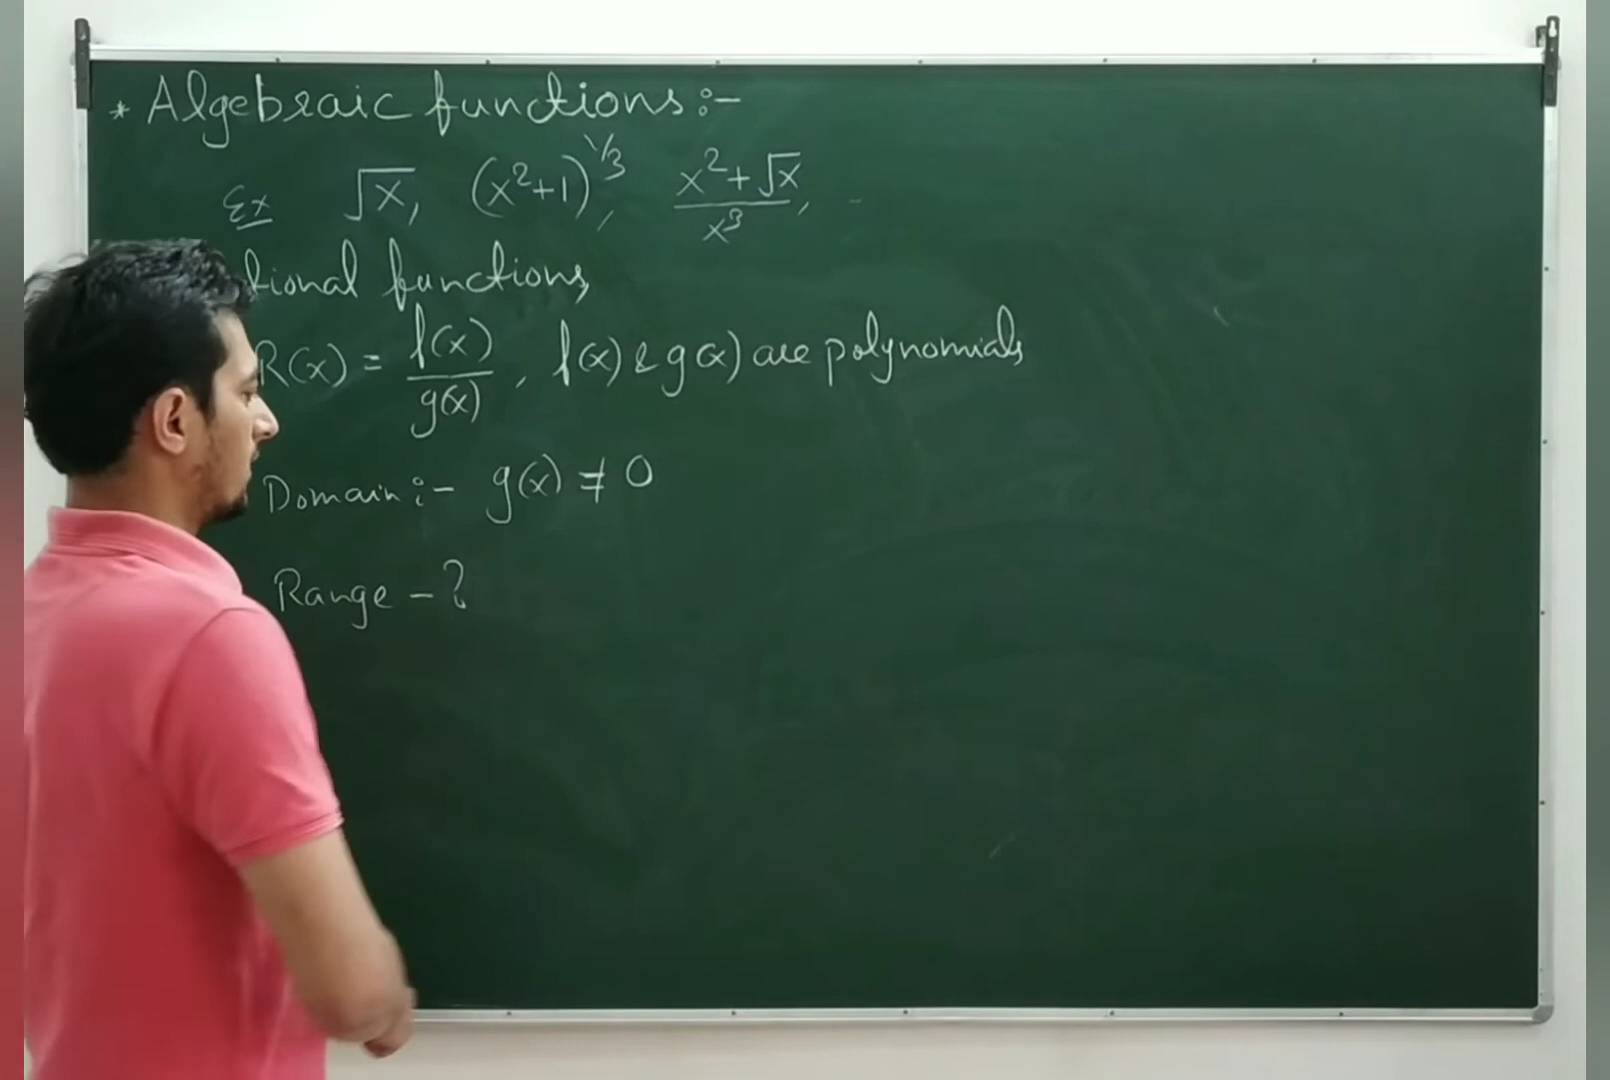 * Algebraic functions:-
Ex √x, (x²+1)^1/3, x²+√x / x³, -
tional functions,
R(x) = f(x)/g(x), f(x) & g(x) are polynomials
Domain:- g(x) ≠ 0
Range - ?